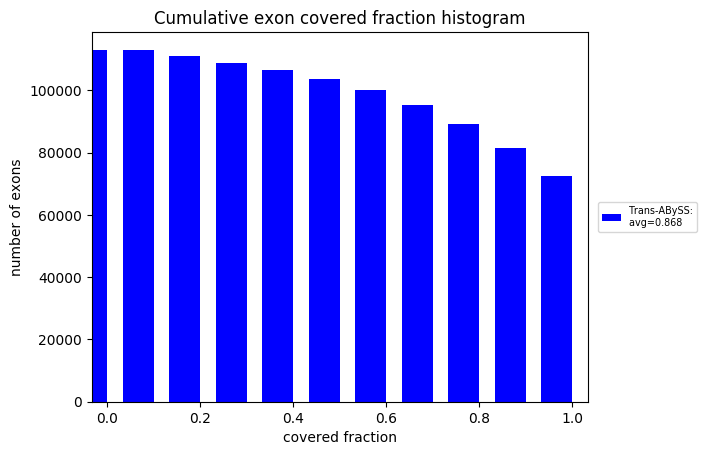 Cumulative exon covered fraction histogram
100000
80000
60000
40000
20000
0
number of exons
0.0 0.2 0.4 0.6 0.8 1.0
covered fraction
Trans-ABySS:
avg=0.868